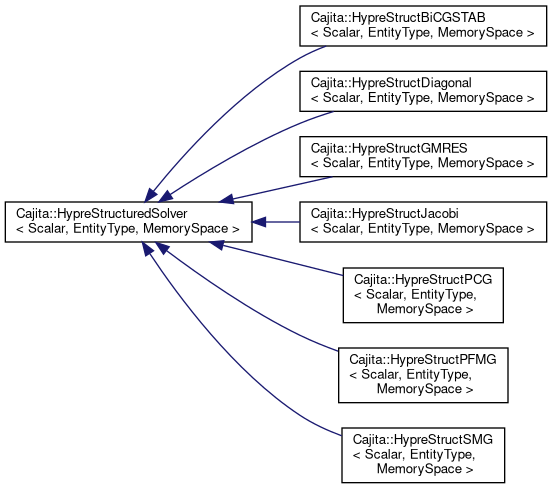 Cajita::HypreStructBiCGSTAB
< Scalar, EntityType, MemorySpace >
Cajita::HypreStructDiagonal
< Scalar, EntityType, MemorySpace >
Cajita::HypreStructGMRES
< Scalar, EntityType, MemorySpace >
Cajita::HypreStructuredSolver
< Scalar, EntityType, MemorySpace >
Cajita::HypreStructJacobi
< Scalar, EntityType, MemorySpace >
Cajita::HypreStructPCG
< Scalar, EntityType,
MemorySpace >
Cajita::HypreStructPFMG
< Scalar, EntityType,
MemorySpace >
Cajita::HypreStructSMG
< Scalar, EntityType,
MemorySpace >